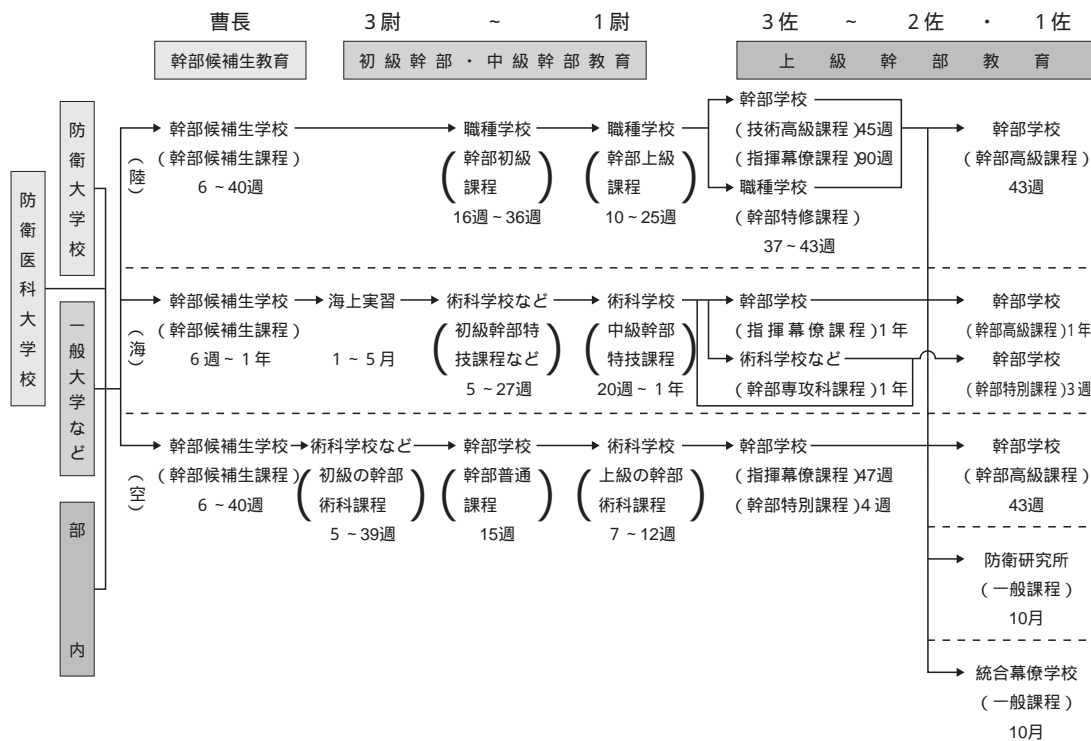 曹長 3尉 ~ 1尉 3佐 ~ 2佐 ・ 1佐
幹部候補生教育 初級幹部・中級幹部教育 上級幹部教育
防衛医科大学校
防衛大学校
一般大学など
部内
(陸)
幹部候補生学校
(幹部候補生課程)
6~40週
職種学校
(幹部初級
課程)
16週~36週
職種学校
(幹部上級
課程)
10~25週
幹部学校
(技術高級課程)45週
(指揮幕僚課程)90週
職種学校
(幹部特修課程)
37~43週
幹部学校
(幹部高級課程)
43週
(海)
幹部候補生学校
(幹部候補生課程)
6週~1年
海上実習
1~5月
術科学校など
(初級幹部特
技課程など)
5~27週
術科学校
(中級幹部
特技課程)
20週~1年
幹部学校
(指揮幕僚課程)1年
術科学校など
(幹部専攻科課程)1年
幹部学校
(幹部高級課程)1年
幹部学校
(幹部特別課程)3週
(空)
幹部候補生学校
(幹部候補生課程)
6~40週
術科学校など
(初級の幹部
術科課程)
5~39週
幹部学校
(幹部普通
課程)
15週
術科学校
(上級の幹部
術科課程)
7~12週
幹部学校
(指揮幕僚課程)47週
(幹部特別課程)4週
幹部学校
(幹部高級課程)
43週
防衛研究所
(一般課程)
10月
統合幕僚学校
(一般課程)
10月